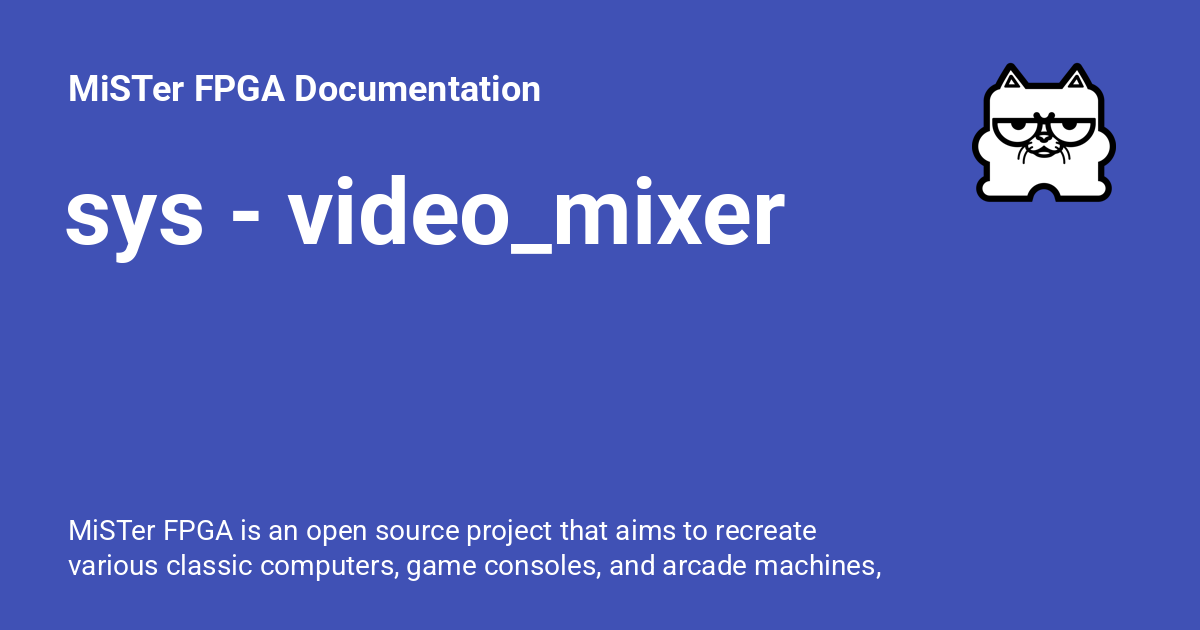 MiSTer FPGA Documentation
sys - video_mixer
MiSTer FPGA is an open source project that aims to recreate
various classic computers, game consoles, and arcade machines,